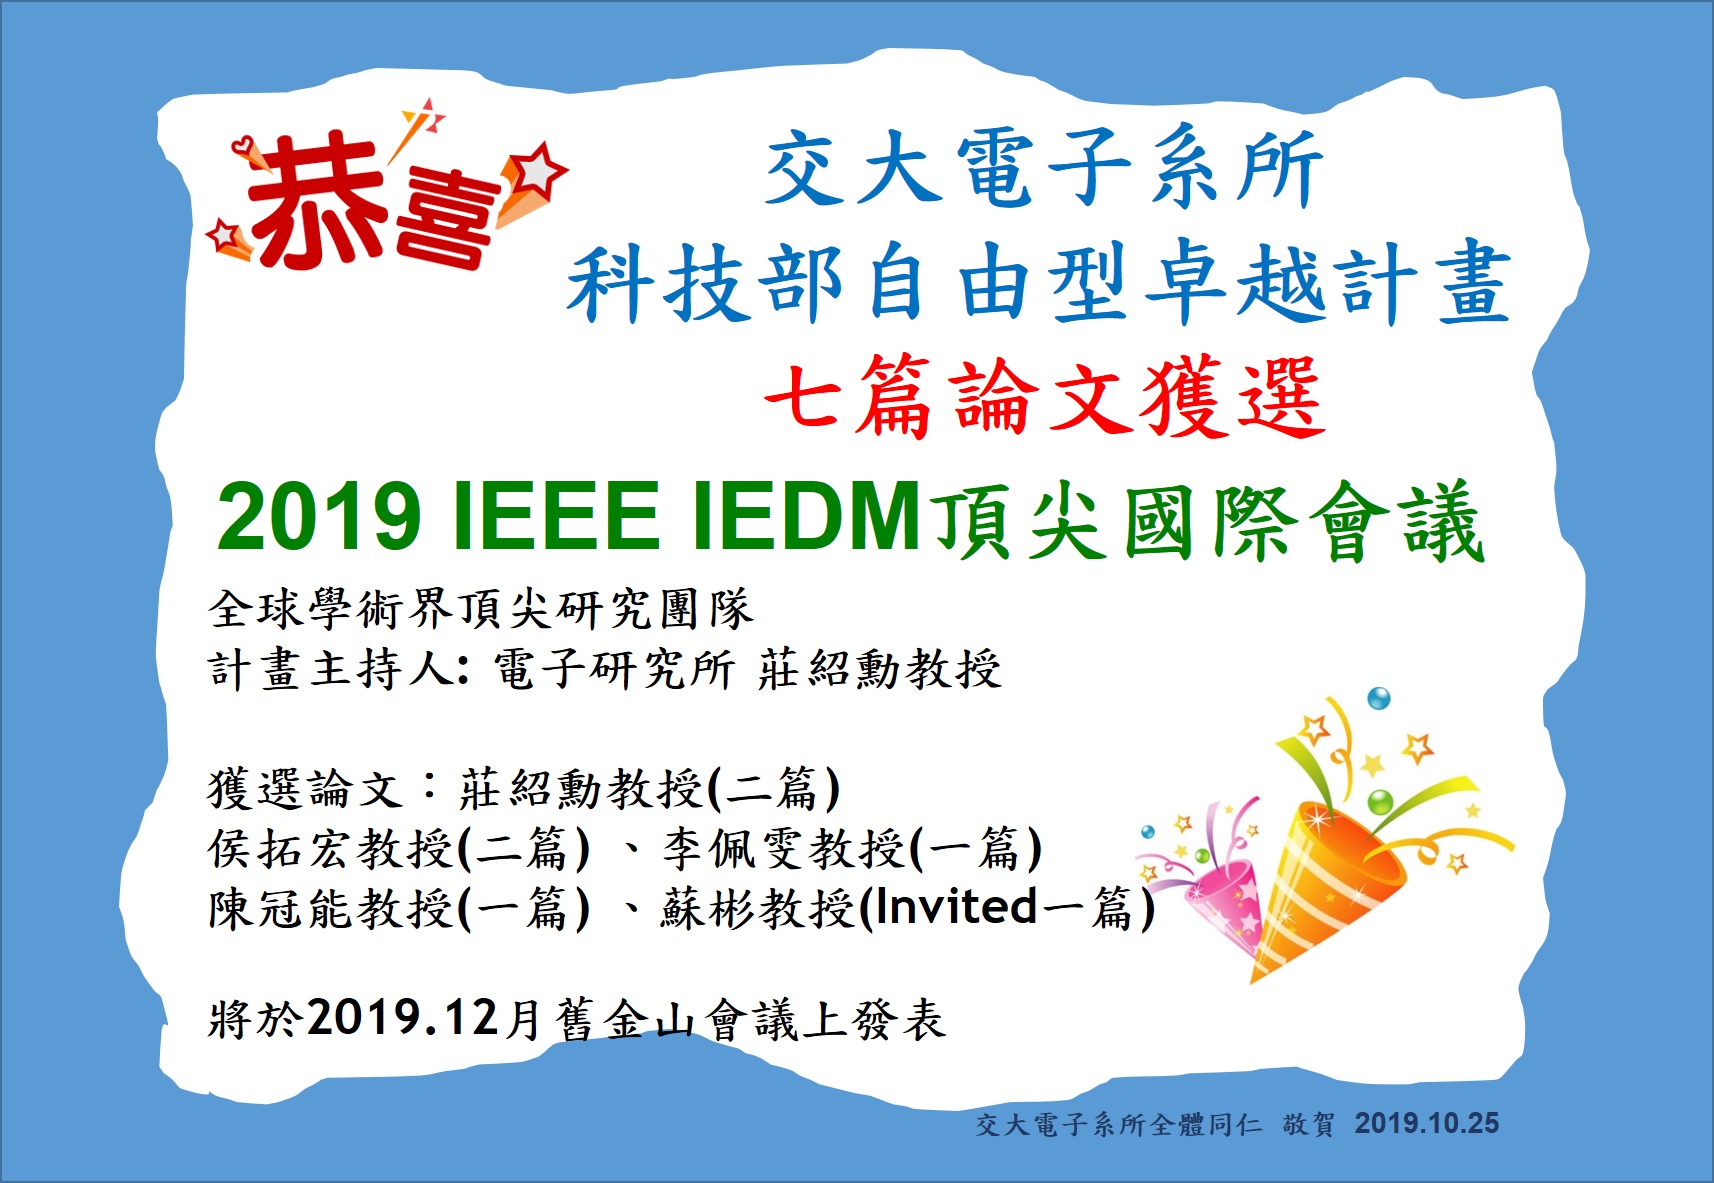 恭喜
交大電子系所
科技部自由型卓越計畫
七篇論文獲選
2019 IEEE IEDM頂尖國際會議
全球學術界頂尖研究團隊
計畫主持人: 電子研究所 莊紹勳教授
獲選論文：莊紹勳教授(二篇)
侯拓宏教授(二篇) 、李佩雯教授(一篇)
陳冠能教授(一篇) 、蘇彬教授(Invited一篇)
將於2019.12月舊金山會議上發表
交大電子系所全體同仁 敬賀 2019.10.25